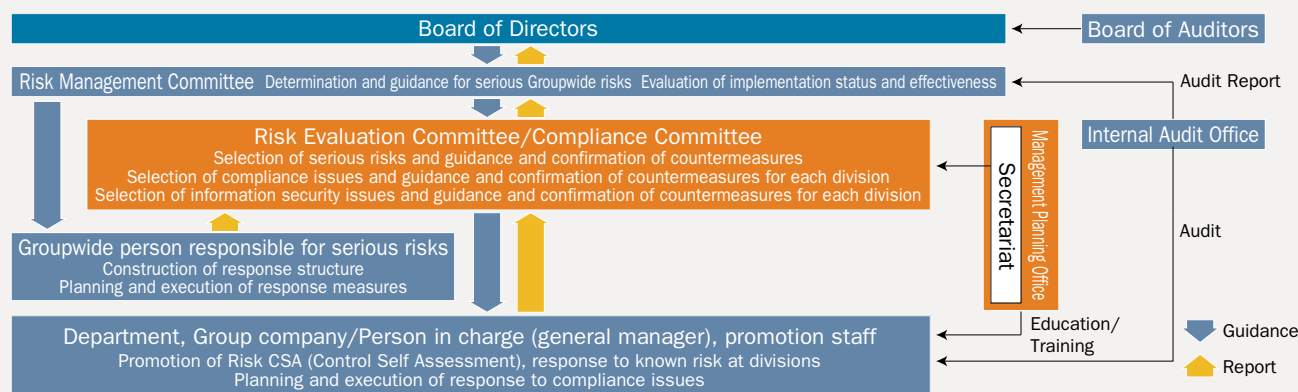 Board of Directors
Board of Auditors
Risk Management Committee Determination and guidance for serious Groupwide risks Evaluation of implementation status and effectiveness
Audit Report
Risk Evaluation Committee/Compliance Committee
Selection of serious risks and guidance and confirmation of countermeasures
Selection of compliance issues and guidance and confirmation of countermeasures for each division
Selection of information security issues and guidance and confirmation of countermeasures for each division
Management Planning Office
Secretariat
Internal Audit Office
Audit
Groupwide person responsible for serious risks
Construction of response structure
Planning and execution of response measures
Department, Group company/Person in charge (general manager), promotion staff
Promotion of Risk CSA (Control Self Assessment), response to known risk at divisions
Planning and execution of response to compliance issues
Education/
Training
Guidance
Report